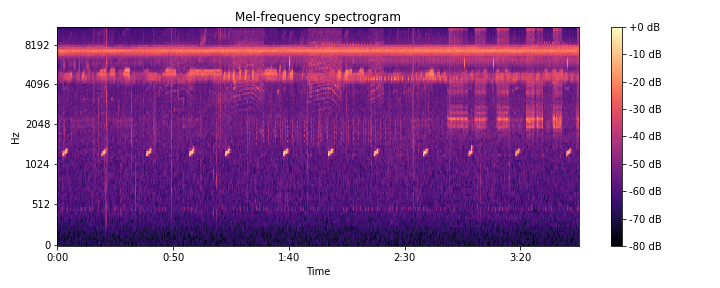 Mel-frequency spectrogram
8192
4096
2048
1024
512
0
Hz
0:00
0:50
1:40
2:30
3:20
Time
+0 dB
-10 dB
-20 dB
-30 dB
-40 dB
-50 dB
-60 dB
-70 dB
-80 dB